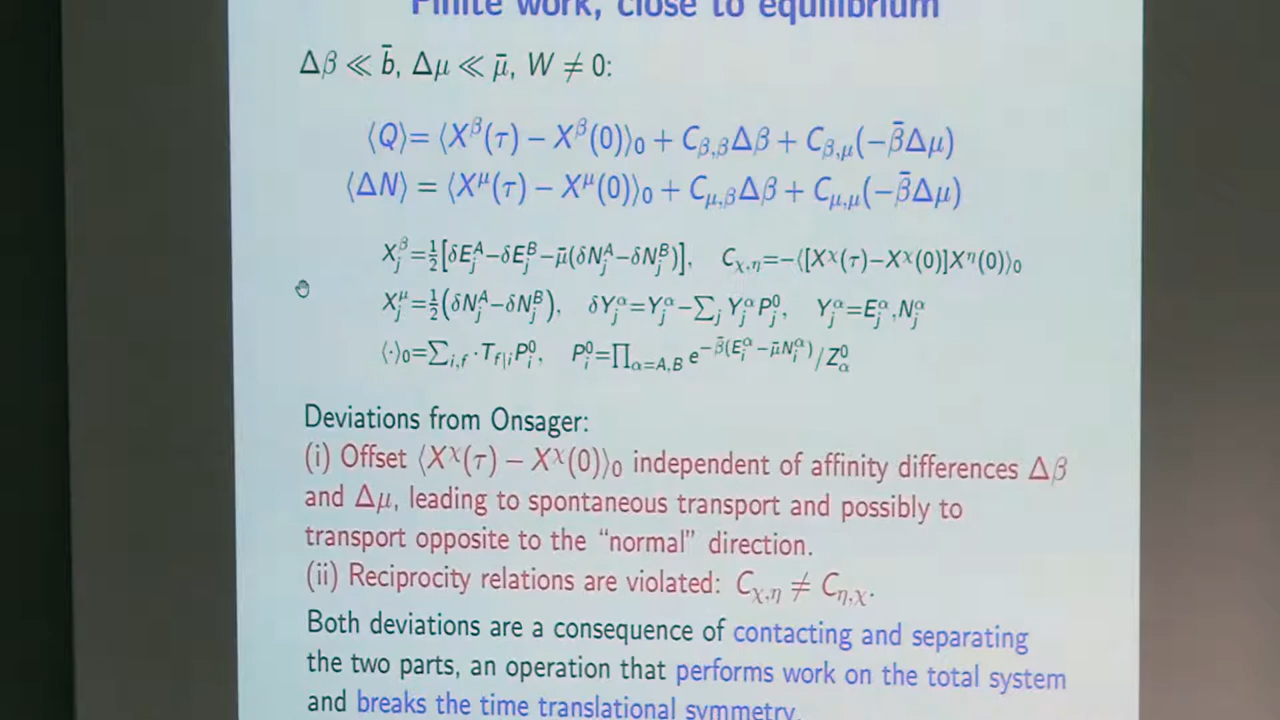 Finite work, close to equilibrium
Δβ ≪ b̄, Δμ ≪ μ̄, W ≠ 0:
⟨Q⟩= ⟨X^β(τ) − X^β(0)⟩₀ + C_{β,β}Δβ + C_{β,μ}(−β̄Δμ)
⟨ΔN⟩ = ⟨X^μ(τ) − X^μ(0)⟩₀ + C_{μ,β}Δβ + C_{μ,μ}(−β̄Δμ)
X_j^β=½[δE_j^A−δE_j^B−μ̄(δN_j^A−δN_j^B)], C_{χ,η}=−⟨[X^χ(τ)−X^χ(0)]X^η(0)⟩₀
X_j^μ=½(δN_j^A−δN_j^B), δY_j^α=Y_j^α−∑_j Y_j^α P_j^0, Y_j^α=E_j^α,N_j^α
⟨·⟩₀=∑_{i,f} · T_{f|i}P_i^0, P_i^0=∏_{α=A,B} e^{−β̄(E_i^α−μ̄N_i^α)}/Z_α^0
Deviations from Onsager:
(i) Offset ⟨X^χ(τ) − X^χ(0)⟩₀ independent of affinity differences Δβ
and Δμ, leading to spontaneous transport and possibly to
transport opposite to the “normal” direction.
(ii) Reciprocity relations are violated: C_{χ,η} ≠ C_{η,χ}.
Both deviations are a consequence of contacting and separating
the two parts, an operation that performs work on the total system
and breaks the time translational symmetry.